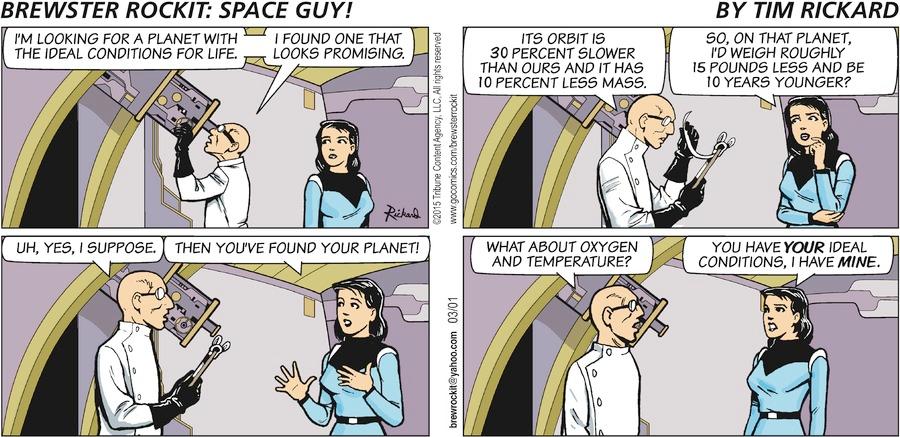 BREWSTER ROCKIT: SPACE GUY!
BY TIM RICKARD
I'M LOOKING FOR A PLANET WITH
THE IDEAL CONDITIONS FOR LIFE.
I FOUND ONE THAT
LOOKS PROMISING.
Rickard
©2015 Tribune Content Agency, LLC. All rights reserved
www.gocomics.com/brewsterrockit
ITS ORBIT IS
30 PERCENT SLOWER
THAN OURS AND IT HAS
10 PERCENT LESS MASS.
SO, ON THAT PLANET,
I'D WEIGH ROUGHLY
15 POUNDS LESS AND BE
10 YEARS YOUNGER?
UH, YES, I SUPPOSE.
THEN YOU'VE FOUND YOUR PLANET!
brewrockit@yahoo.com 03/01
WHAT ABOUT OXYGEN
AND TEMPERATURE?
YOU HAVE YOUR IDEAL
CONDITIONS, I HAVE MINE.